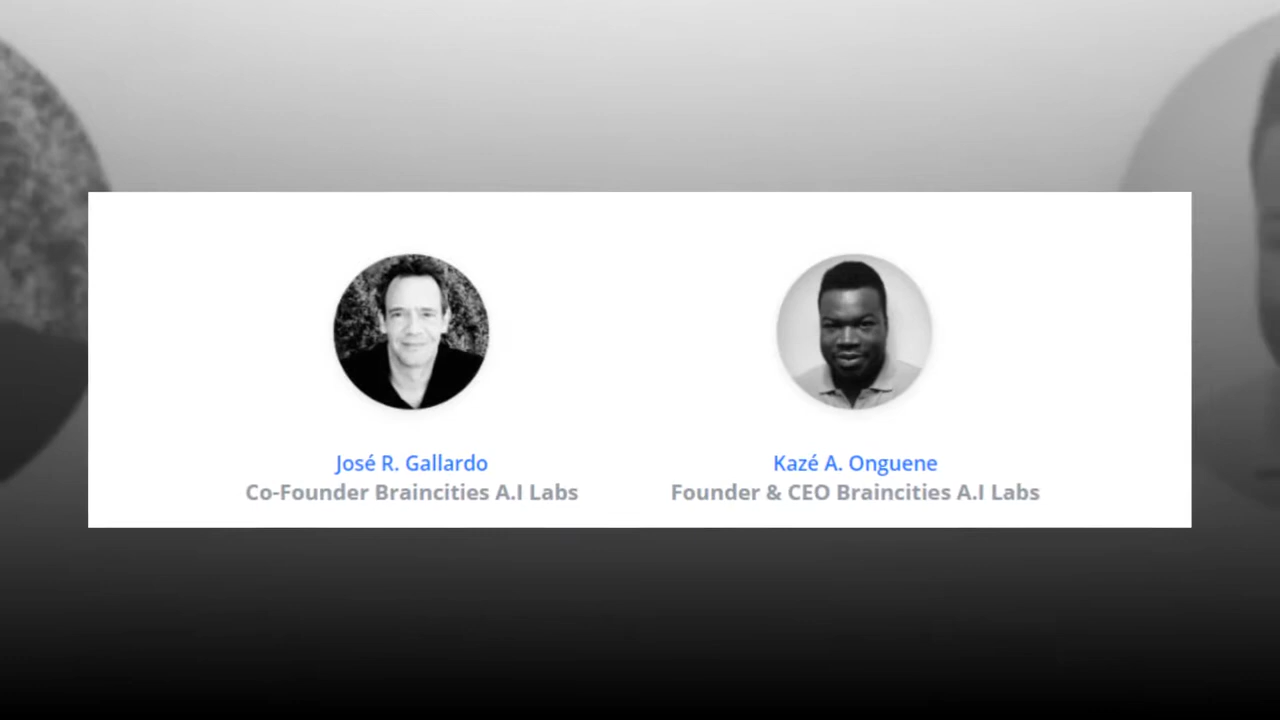 José R. Gallardo
Co-Founder Braincities A.I Labs
Kazé A. Onguene
Founder & CEO Braincities A.I Labs